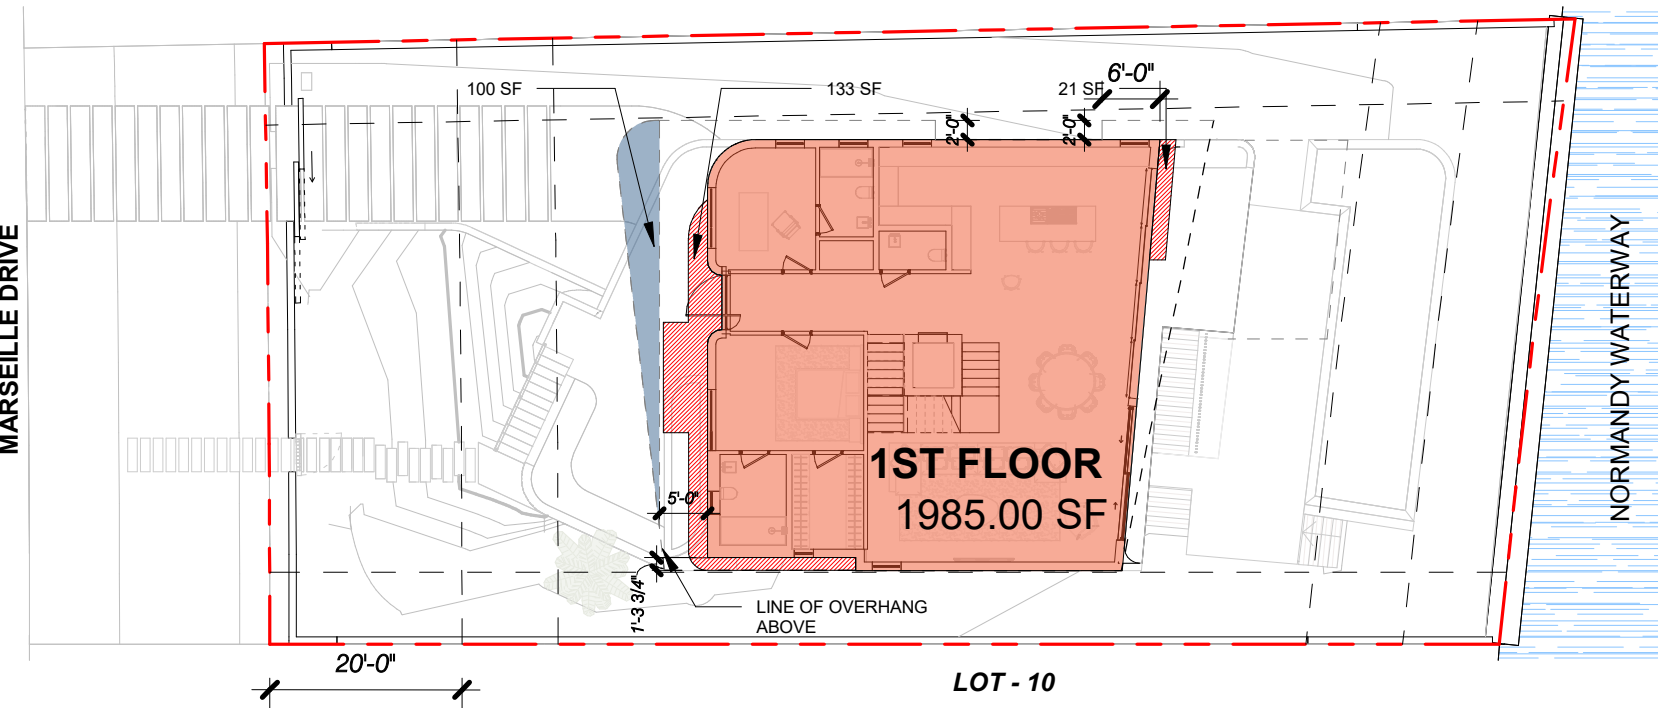 100 SF
133 SF
21 SF
6'-0"
2'-0"
2'-0"
MARSEILLE DRIVE
NORMANDY WATERWAY
1ST FLOOR
1985.00 SF
5'-0"
1'-3 3/4"
LINE OF OVERHANG
ABOVE
20'-0"
LOT - 10